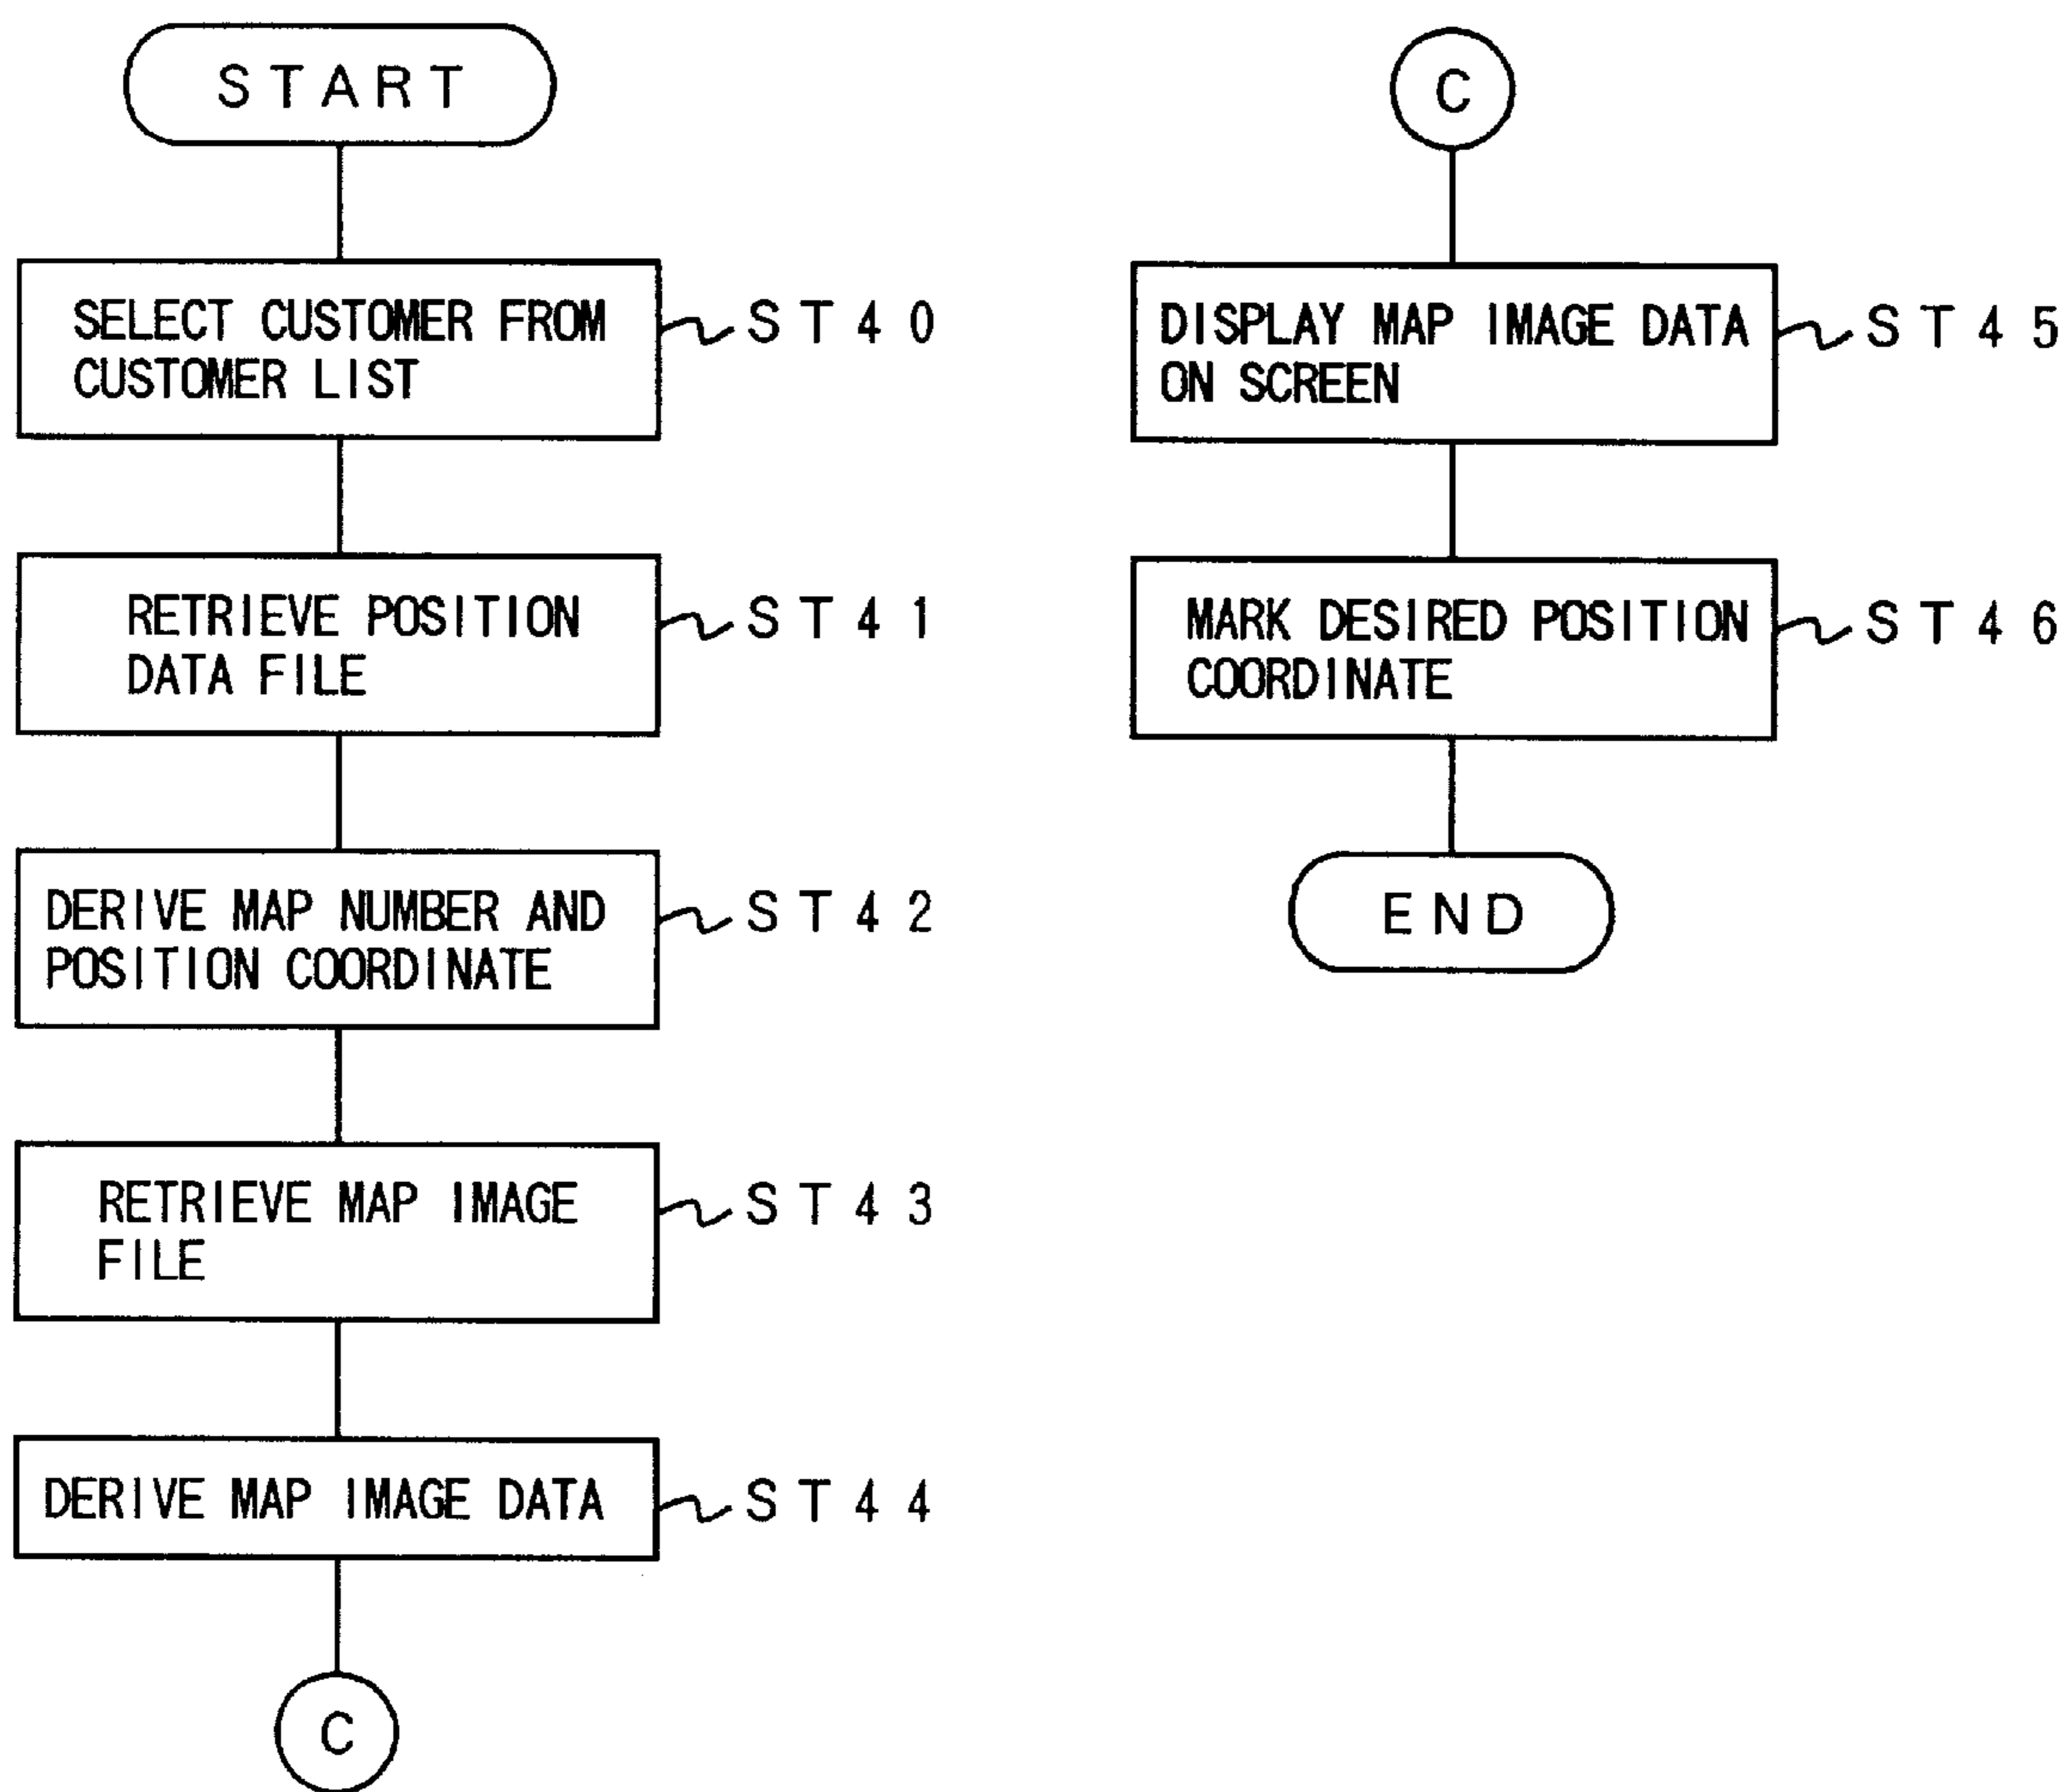 START
SELECT CUSTOMER FROM
CUSTOMER LIST
ST40
RETRIEVE POSITION
DATA FILE
ST41
DERIVE MAP NUMBER AND
POSITION COORDINATE
ST42
RETRIEVE MAP IMAGE
FILE
ST43
DERIVE MAP IMAGE DATA
ST44
C
C
DISPLAY MAP IMAGE DATA
ON SCREEN
ST45
MARK DESIRED POSITION
COORDINATE
ST46
END